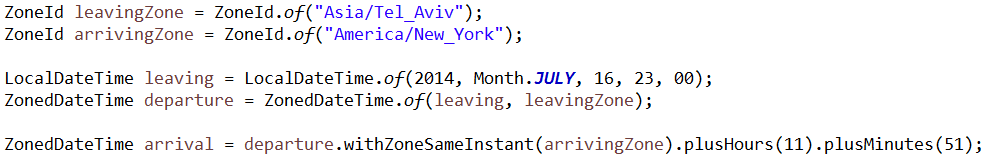 ZoneId leavingZone = ZoneId.of("Asia/Tel_Aviv");
ZoneId arrivingZone = ZoneId.of("America/New_York");
LocalDateTime leaving = LocalDateTime.of(2014, Month.JULY, 16, 23, 00);
ZonedDateTime departure = ZonedDateTime.of(leaving, leavingZone);
ZonedDateTime arrival = departure.withZoneSameInstant(arrivingZone).plusHours(11).plusMinutes(51);